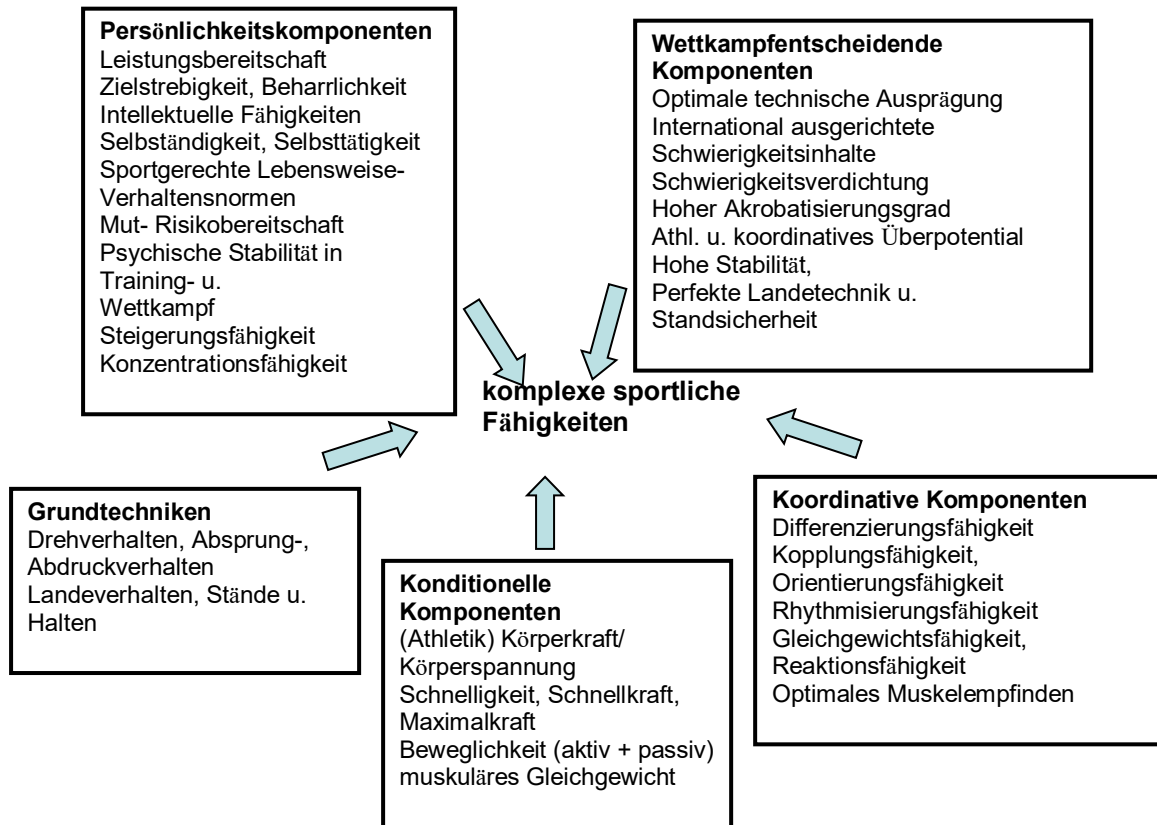 Persönlichkeitskomponenten
Leistungsbereitschaft
Zielstrebigkeit, Beharrlichkeit
Intellektuelle Fähigkeiten
Selbständigkeit, Selbsttätigkeit
Sportgerechte Lebensweise-
Verhaltensnormen
Mut- Risikobereitschaft
Psychische Stabilität in
Training- u.
Wettkampf
Steigerungsfähigkeit
Konzentrationsfähigkeit
Wettkampfentscheidende
Komponenten
Optimale technische Ausprägung
International ausgerichtete
Schwierigkeitsinhalte
Schwierigkeitsverdichtung
Hoher Akrobatisierungsgrad
Athl. u. koordinatives Überpotential
Hohe Stabilität,
Perfekte Landetechnik u.
Standsicherheit
komplexe sportliche
Fähigkeiten
Grundtechniken
Drehverhalten, Absprung-,
Abdruckverhalten
Landeverhalten, Stände u.
Halten
Konditionelle
Komponenten
(Athletik) Körperkraft/
Körperspannung
Schnelligkeit, Schnellkraft,
Maximalkraft
Beweglichkeit (aktiv + passiv)
muskuläres Gleichgewicht
Koordinative Komponenten
Differenzierungsfähigkeit
Kopplungsfähigkeit,
Orientierungsfähigkeit
Rhythmisierungsfähigkeit
Gleichgewichtsfähigkeit,
Reaktionsfähigkeit
Optimales Muskelempfinden